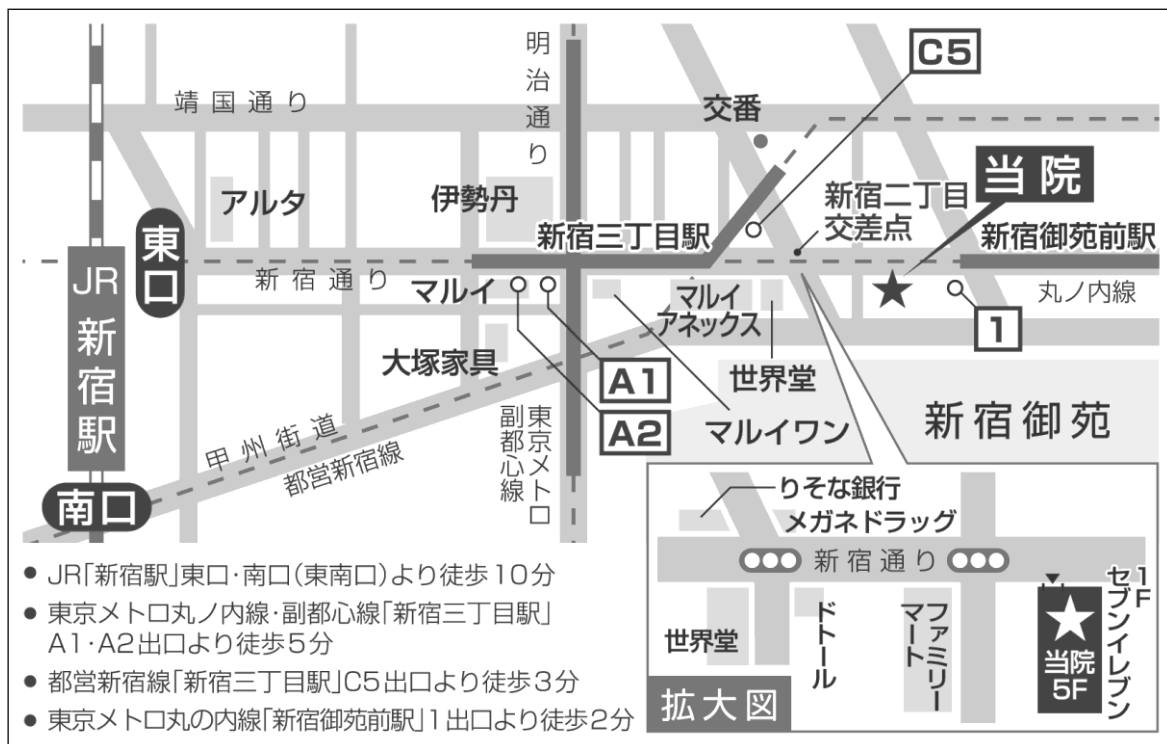 靖国通り
明治通り
C5
交番
当院
アルタ
伊勢丹
新宿二丁目
交差点
東口
新宿三丁目駅
新宿御苑前駅
JR新宿駅
新宿通り
マルイ
マルイ
アネックス
丸ノ内線
1
大塚家具
A1
世界堂
A2
マルイワン
新宿御苑
甲州街道
都営新宿線
東京メトロ
副都心線
南口
りそな銀行
メガネドラッグ
新宿通り
世界堂
ドトール
ファミリー
マート
1F
セブンイレブン
当院
5F
拡大図
● JR「新宿駅」東口・南口(東南口)より徒歩10分
● 東京メトロ丸ノ内線・副都心線「新宿三丁目駅」
A1・A2出口より徒歩5分
● 都営新宿線「新宿三丁目駅」C5出口より徒歩3分
● 東京メトロ丸の内線「新宿御苑前駅」1出口より徒歩2分